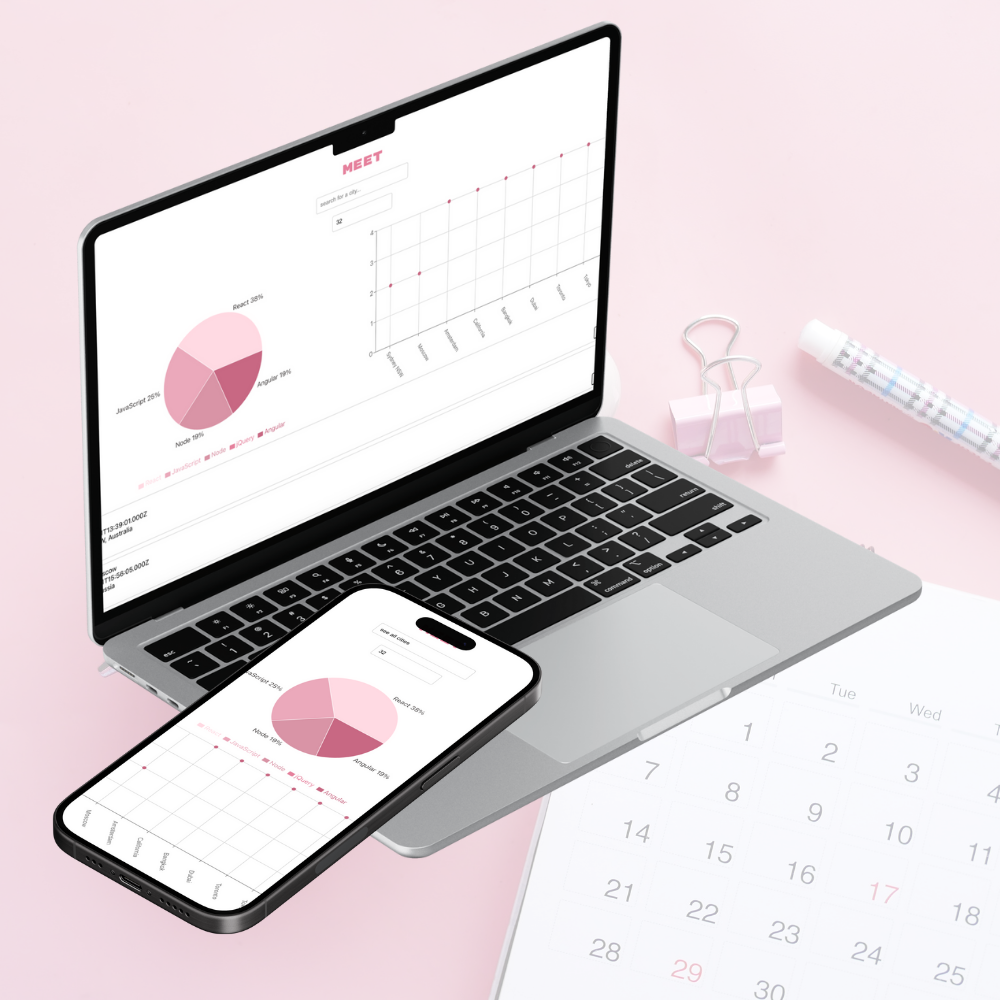 MEET
Search for a city...
32
4
3
2
1
0
Sydney NSW
Moscow
Amsterdam
California
Bangkok
Dubai
Toronto
Tokyo
React 38%
Angular 19%
JavaScript 25%
Node 19%
React JavaScript Node jQuery Angular
T13:39:01.000Z
Australia
T15:56:05.000Z
esc
delete
return
shift
command
option
Y U I O P
G H J K L
B N M
see all cities
32
aScript 25%
React 38%
Node 19%
Angular 19%
React JavaScript Node jQuery Angular
Moscow
Amsterdam
California
Bangkok
Dubai
Toronto
Tue Wed
1 2 3 4
7 8 9 10 11
14 15 16 17 18
21 22 23 24 25
28 29 30